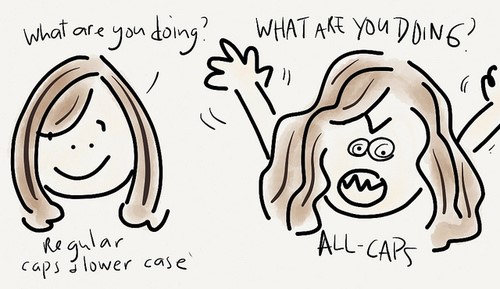 What are you doing?
WHAT ARE YOU DOING?
Regular
caps & lower case
ALL-CAPS